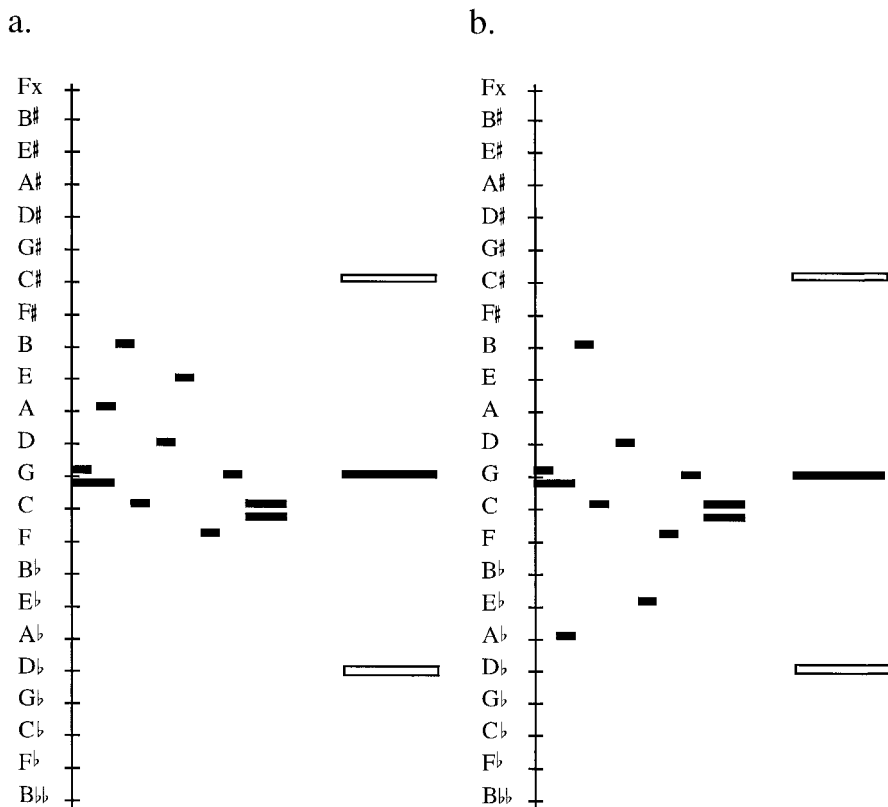 a.
Fx
B♯
E♯
A♯
D♯
G♯
C♯
F♯
B
E
A
D
G
C
F
B♭
E♭
A♭
D♭
G♭
C♭
F♭
B♭♭
b.
Fx
B♯
E♯
A♯
D♯
G♯
C♯
F♯
B
E
A
D
G
C
F
B♭
E♭
A♭
D♭
G♭
C♭
F♭
B♭♭